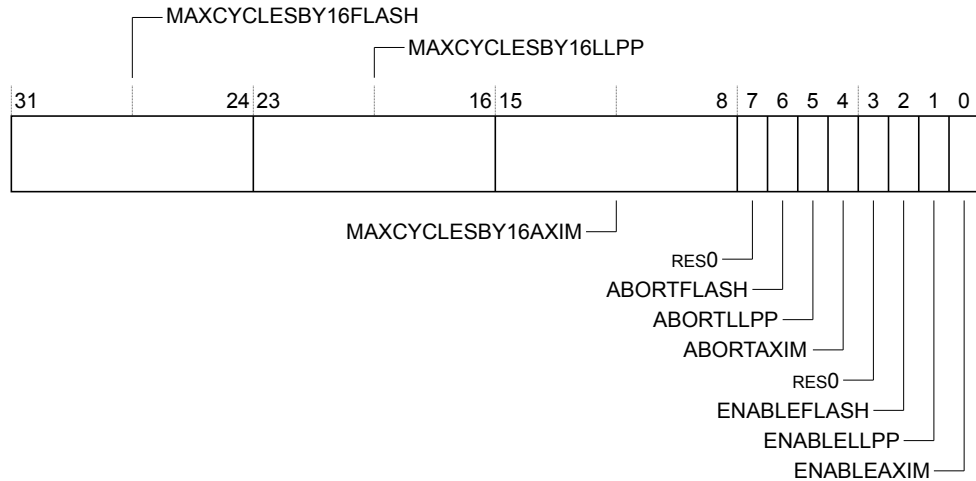 MAXCYCLESBY16FLASH
MAXCYCLESBY16LLPP
31 24 23 16 15 8 7 6 5 4 3 2 1 0
MAXCYCLESBY16AXIM
RES0
ABORTFLASH
ABORTLLPP
ABORTAXIM
RES0
ENABLEFLASH
ENABLELLPP
ENABLEAXIM